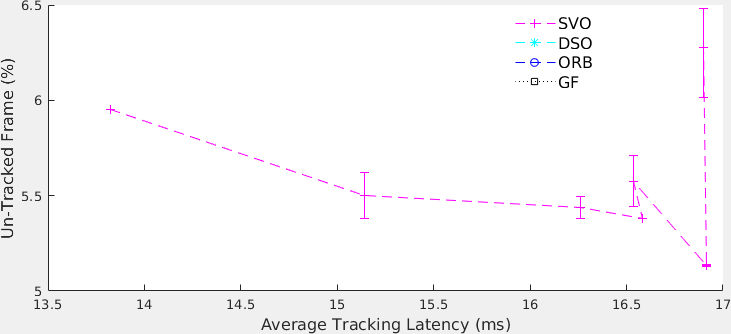 6.5
6
5.5
5
Un-Tracked Frame (%)
SVO
DSO
ORB
GF
13.5 14 14.5 15 15.5 16 16.5 17
Average Tracking Latency (ms)